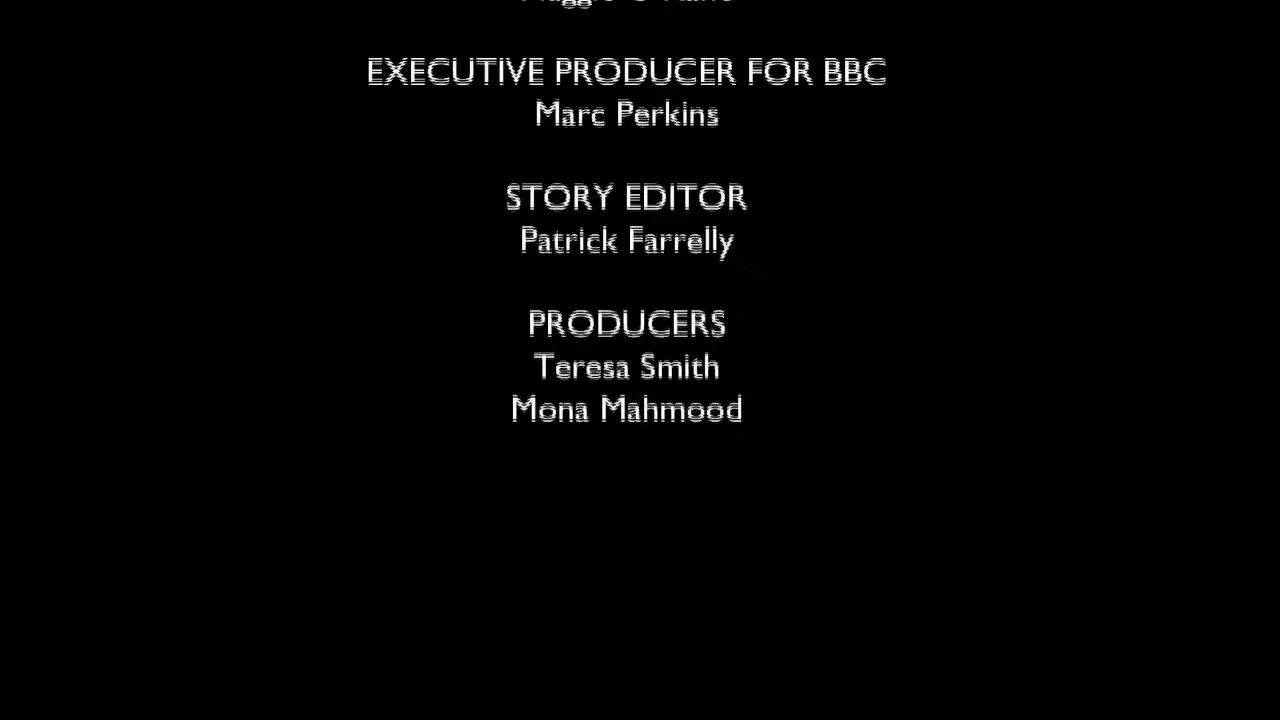 EXECUTIVE PRODUCER FOR BBC
Marc Perkins
STORY EDITOR
Patrick Farrelly
PRODUCERS
Teresa Smith
Mona Mahmood